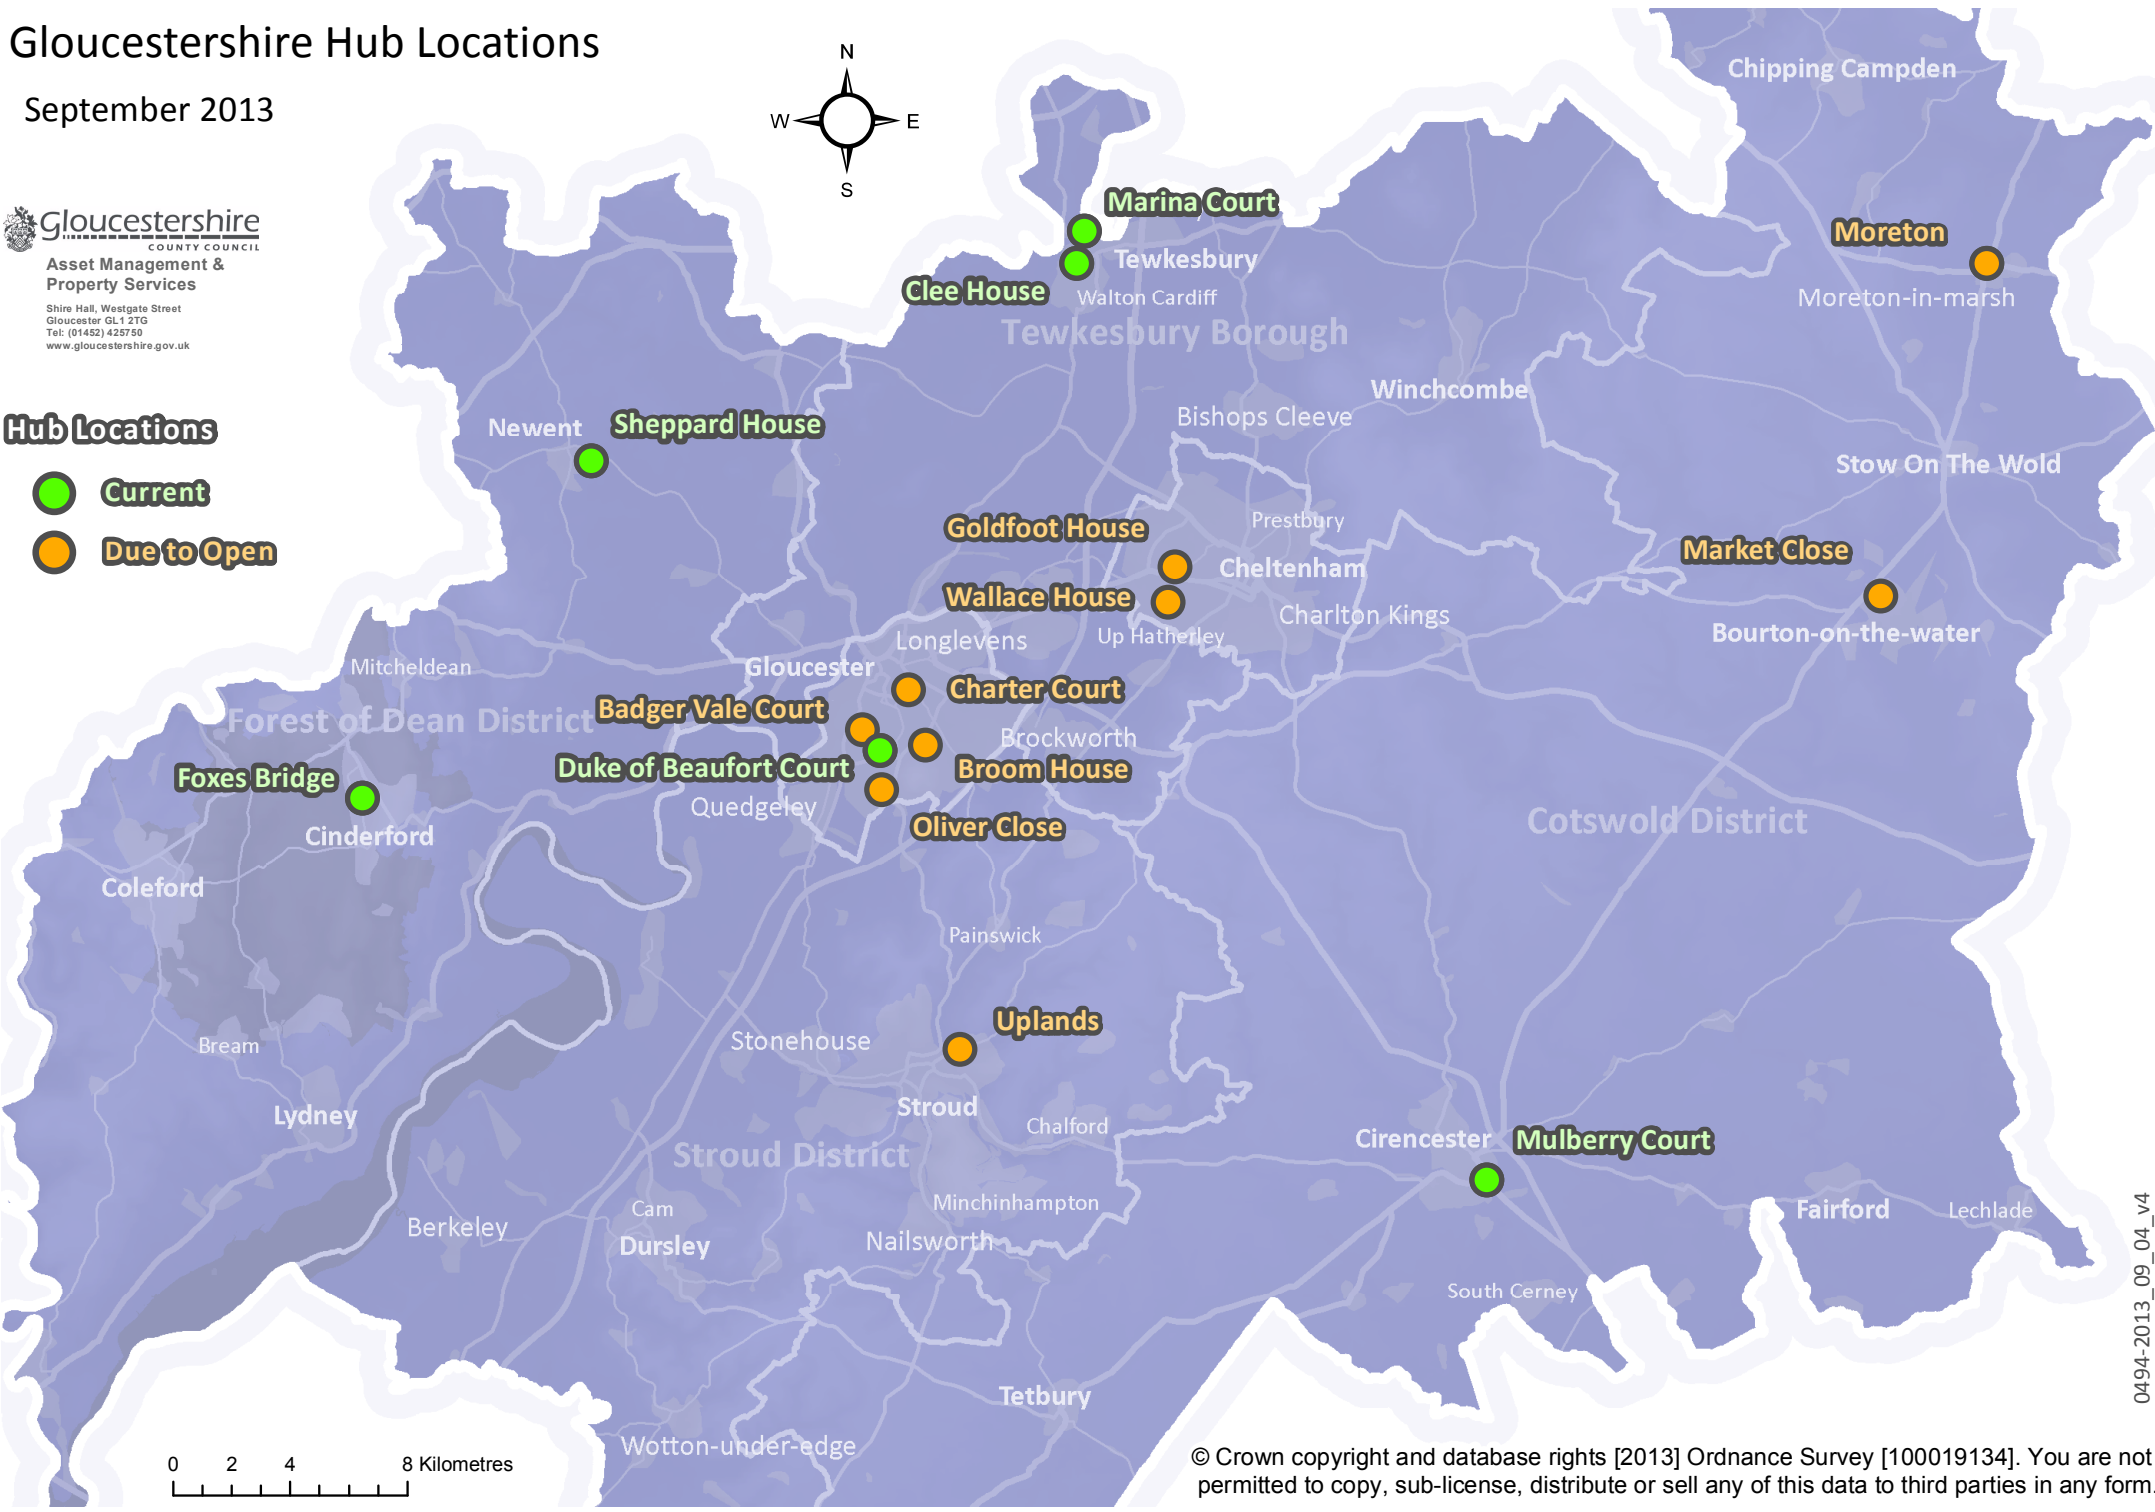 Gloucestershire Hub Locations
September 2013
N
W
E
S
Gloucestershire
COUNTY COUNCIL
Asset Management &
Property Services
Shire Hall, Westgate Street
Gloucester GL1 2TG
Tel: (01452) 425750
www.gloucestershire.gov.uk
Hub Locations
Current
Due to Open
Chipping Campden
Marina Court
Moreton
Tewkesbury
Clee House
Walton Cardiff
Moreton-in-marsh
Tewkesbury Borough
Winchcombe
Bishops Cleeve
Newent
Sheppard House
Stow On The Wold
Prestbury
Goldfoot House
Market Close
Cheltenham
Wallace House
Charlton Kings
Bourton-on-the-water
Up Hatherley
Longlevens
Gloucester
Mitcheldean
Charter Court
Badger Vale Court
Forest of Dean District
Brockworth
Duke of Beaufort Court
Broom House
Foxes Bridge
Quedgeley
Cotswold District
Oliver Close
Cinderford
Coleford
Painswick
Uplands
Stonehouse
Bream
Stroud
Lydney
Chalford
Cirencester
Mulberry Court
Stroud District
Minchinhampton
Cam
Fairford
Lechlade
Berkeley
Dursley
Nailsworth
South Cerney
Tetbury
Wotton-under-edge
0494-2013_09_04_v4
0 2 4 8 Kilometres
© Crown copyright and database rights [2013] Ordnance Survey [100019134]. You are not
permitted to copy, sub-license, distribute or sell any of this data to third parties in any form